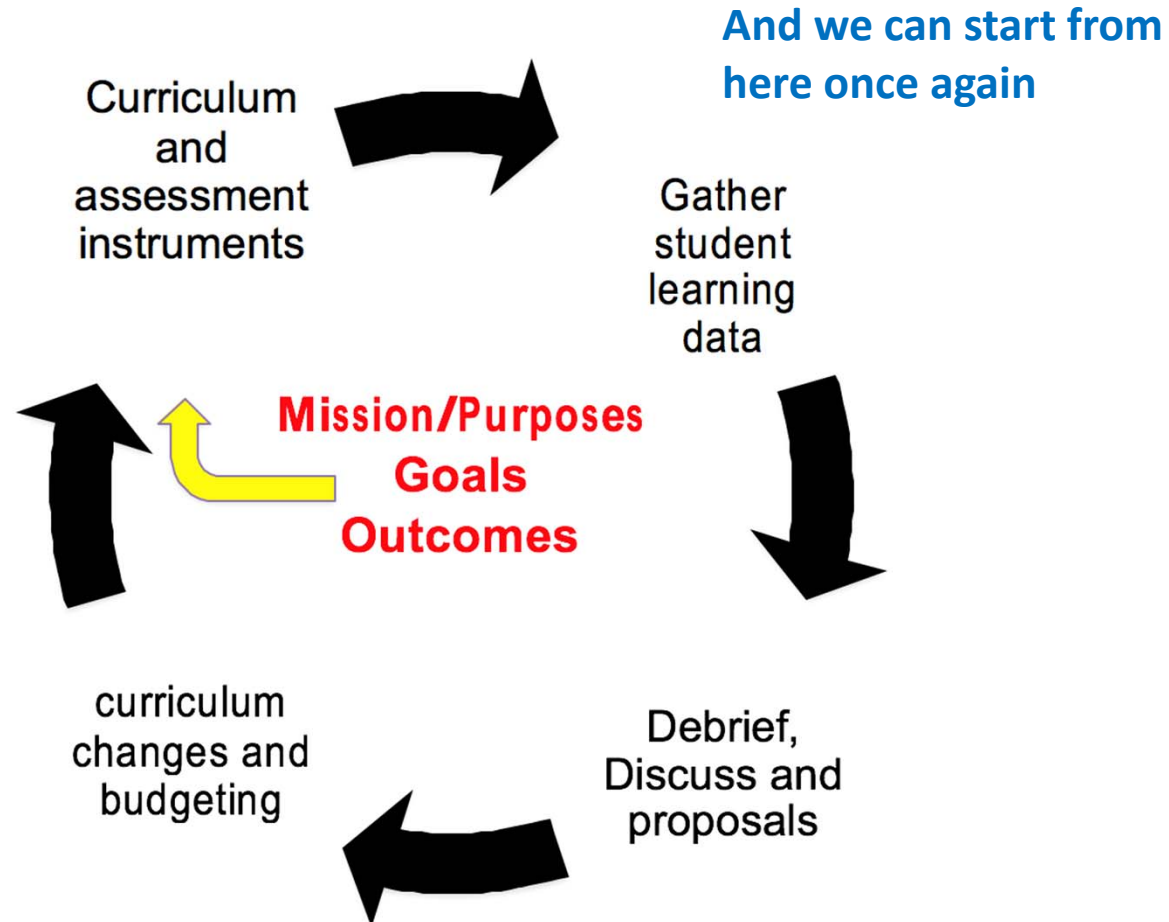 And we can start from
here once again
Curriculum
and
assessment
instruments
Gather
student
learning
data
Mission/Purposes
Goals
Outcomes
curriculum
changes and
budgeting
Debrief,
Discuss and
proposals